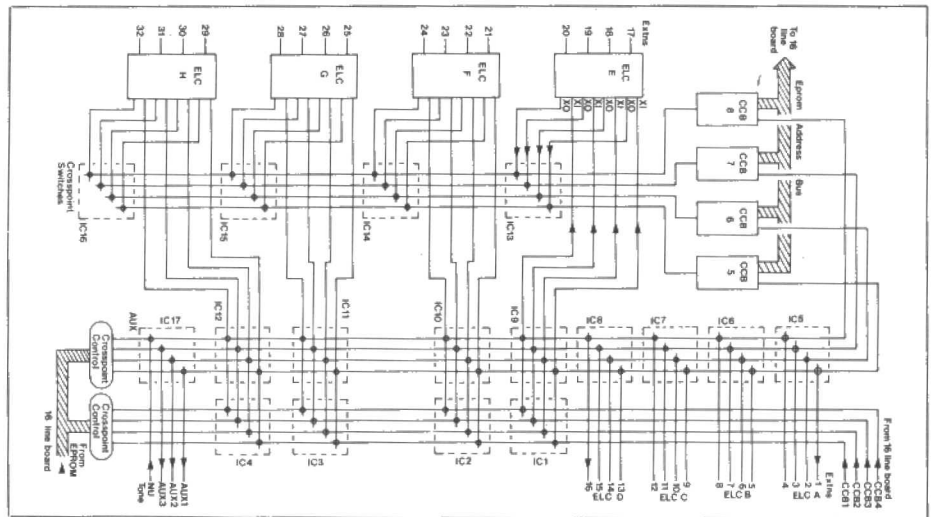 32
31
30
29
ELC
H
28
27
26
25
ELC
G
24
23
22
21
ELC
F
20
19
18
17
Extns
ELC
E
XO
XI
XO
XI
XO
XI
XO
XI
To 16
line
board
Eprom
Address
Bus
CCB
8
CCB
7
CCB
6
CCB
5
Crosspoint
Switches
IC16
IC15
IC14
IC13
AUX
IC17
IC12
IC11
IC10
IC9
IC8
IC7
IC6
IC5
Crosspoint
Control
Crosspoint
Control
IC4
IC3
IC2
IC1
16 line board
From
EPROM
Tone
NU
AUX3
AUX2
AUX1
16
15
14
13
ELC D
12
11
10
9
ELC C
8
7
6
5
ELC B
4
3
2
1
ELC A
Extns
From 16 line board
CCB1
CCB2
CCB3
CCB4